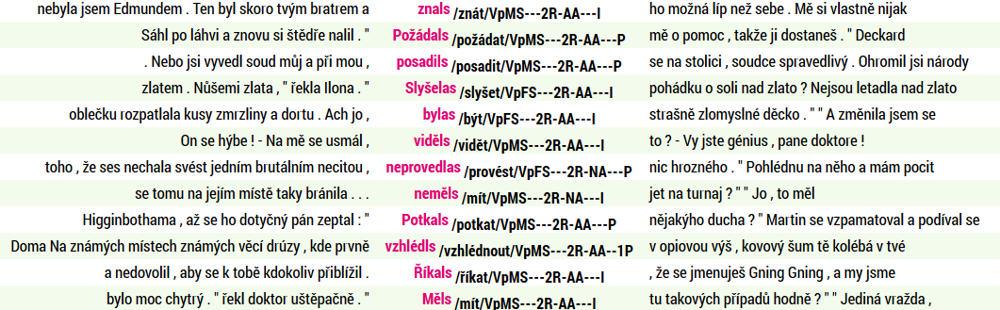 nebyla jsem Edmundem . Ten byl skoro tvým bratrem a znals /znát/VpMS---2R-AA---I ho možná líp než sebe . Mě si vlastně nijak
Sáhl po láhvi a znovu si štědře nalil . " Požádals /požádat/VpMS---2R-AA---P mě o pomoc , takže ji dostaneš . " Deckard
. Nebo jsi vyvedl soud můj a při mou , posadils /posadit/VpMS---2R-AA---P se na stolici , soudce spravedlivý . Ohromil jsi národy
zlatem . Nůšemi zlata , " řekla Ilona . " Slyšelas /slyšet/VpFS---2R-AA---I pohádku o soli nad zlato ? Nejsou letadla nad zlato
oblečku rozpatlala kusy zmrzliny a dortu . Ach jo , bylas /být/VpFS---2R-AA---I strašně zlomyslné děcko . " " A změnila jsem se
On se hýbe ! - Na mě se usmál , viděls /vidět/VpMS---2R-AA---I to ? - Vy jste génius , pane doktore !
toho , že ses nechala svést jedním brutálním necitou , neprovedlas /provést/VpFS---2R-NA---P nic hrozného . " Pohlédnu na něho a mám pocit
se tomu na jejím místě taky bránila . . . neměls /mít/VpMS---2R-NA---I jet na turnaj ? " " Jo , to měl
Higginbothama , až se ho dotyčný pán zeptal : " Potkals /potkat/VpMS---2R-AA---P nějakýho ducha ? " Martin se vzpamatoval a podíval se
Doma Na známých místech známých věcí drúzy , kde prvně vzhlédls /vzhlédnout/VpMS---2R-AA--1P v opiovou výš , kovový šum tě kolébá v tvé
a nedovolil , aby se k tobě kdokoliv přiblížil . Říkals /říkat/VpMS---2R-AA---I , že se jmenuješ Gning Gning , a my jsme
bylo moc chytrý . " řekl doktor uštěpačně . " Měls /mít/VpMS---2R-AA---I tu takových případů hodně ? " " Jediná vražda ,